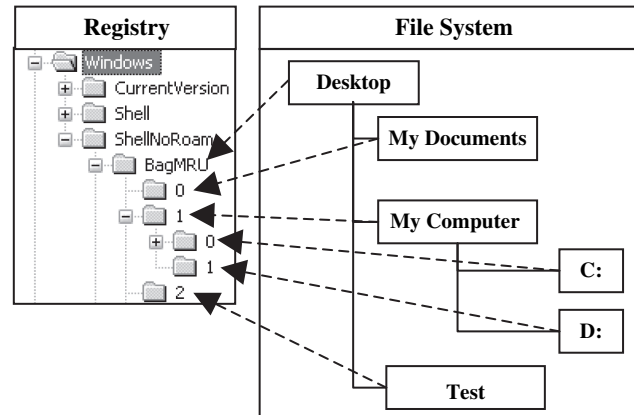 Registry
Windows
CurrentVersion
Shell
ShellNoRoam
BagMRU
0
1
0
1
2
File System
Desktop
My Documents
My Computer
C:
D:
Test